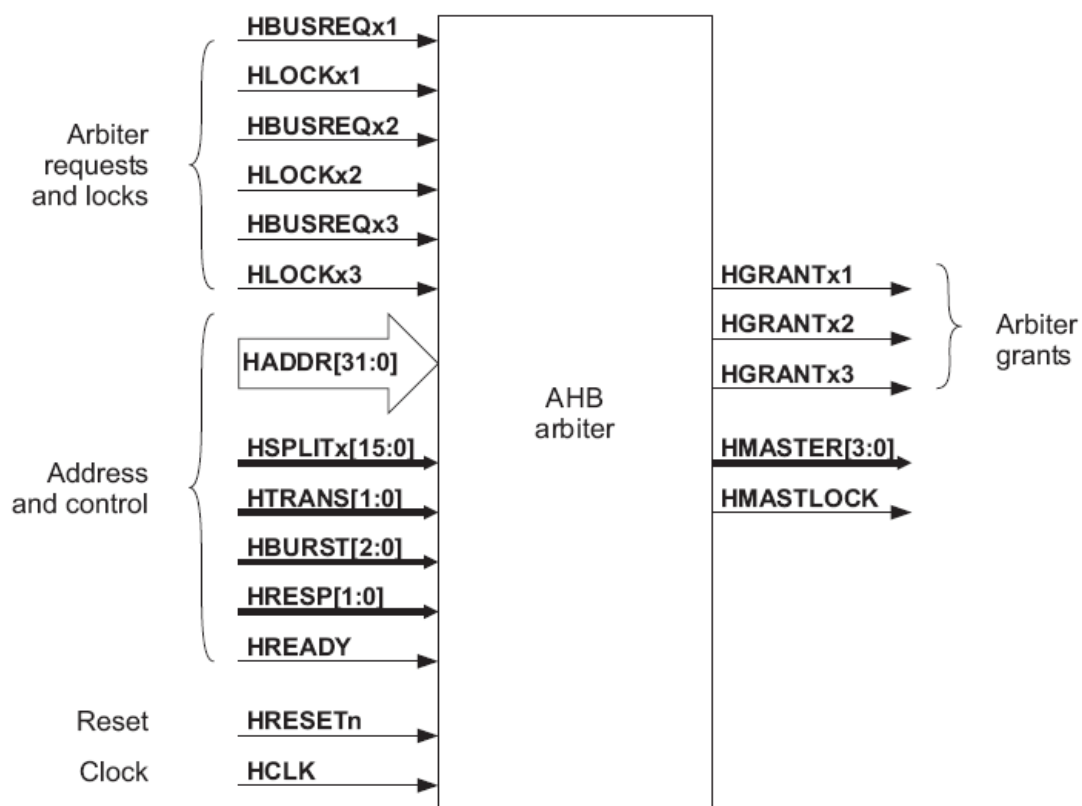 HBUSREQx1
HLOCKx1
HBUSREQx2
HLOCKx2
HBUSREQx3
HLOCKx3
Arbiter
requests
and locks
HADDR[31:0]
HSPLITx[15:0]
HTRANS[1:0]
HBURST[2:0]
HRESP[1:0]
HREADY
Address
and control
Reset
HRESETn
Clock
HCLK
AHB
arbiter
HGRANTx1
HGRANTx2
HGRANTx3
Arbiter
grants
HMASTER[3:0]
HMASTLOCK